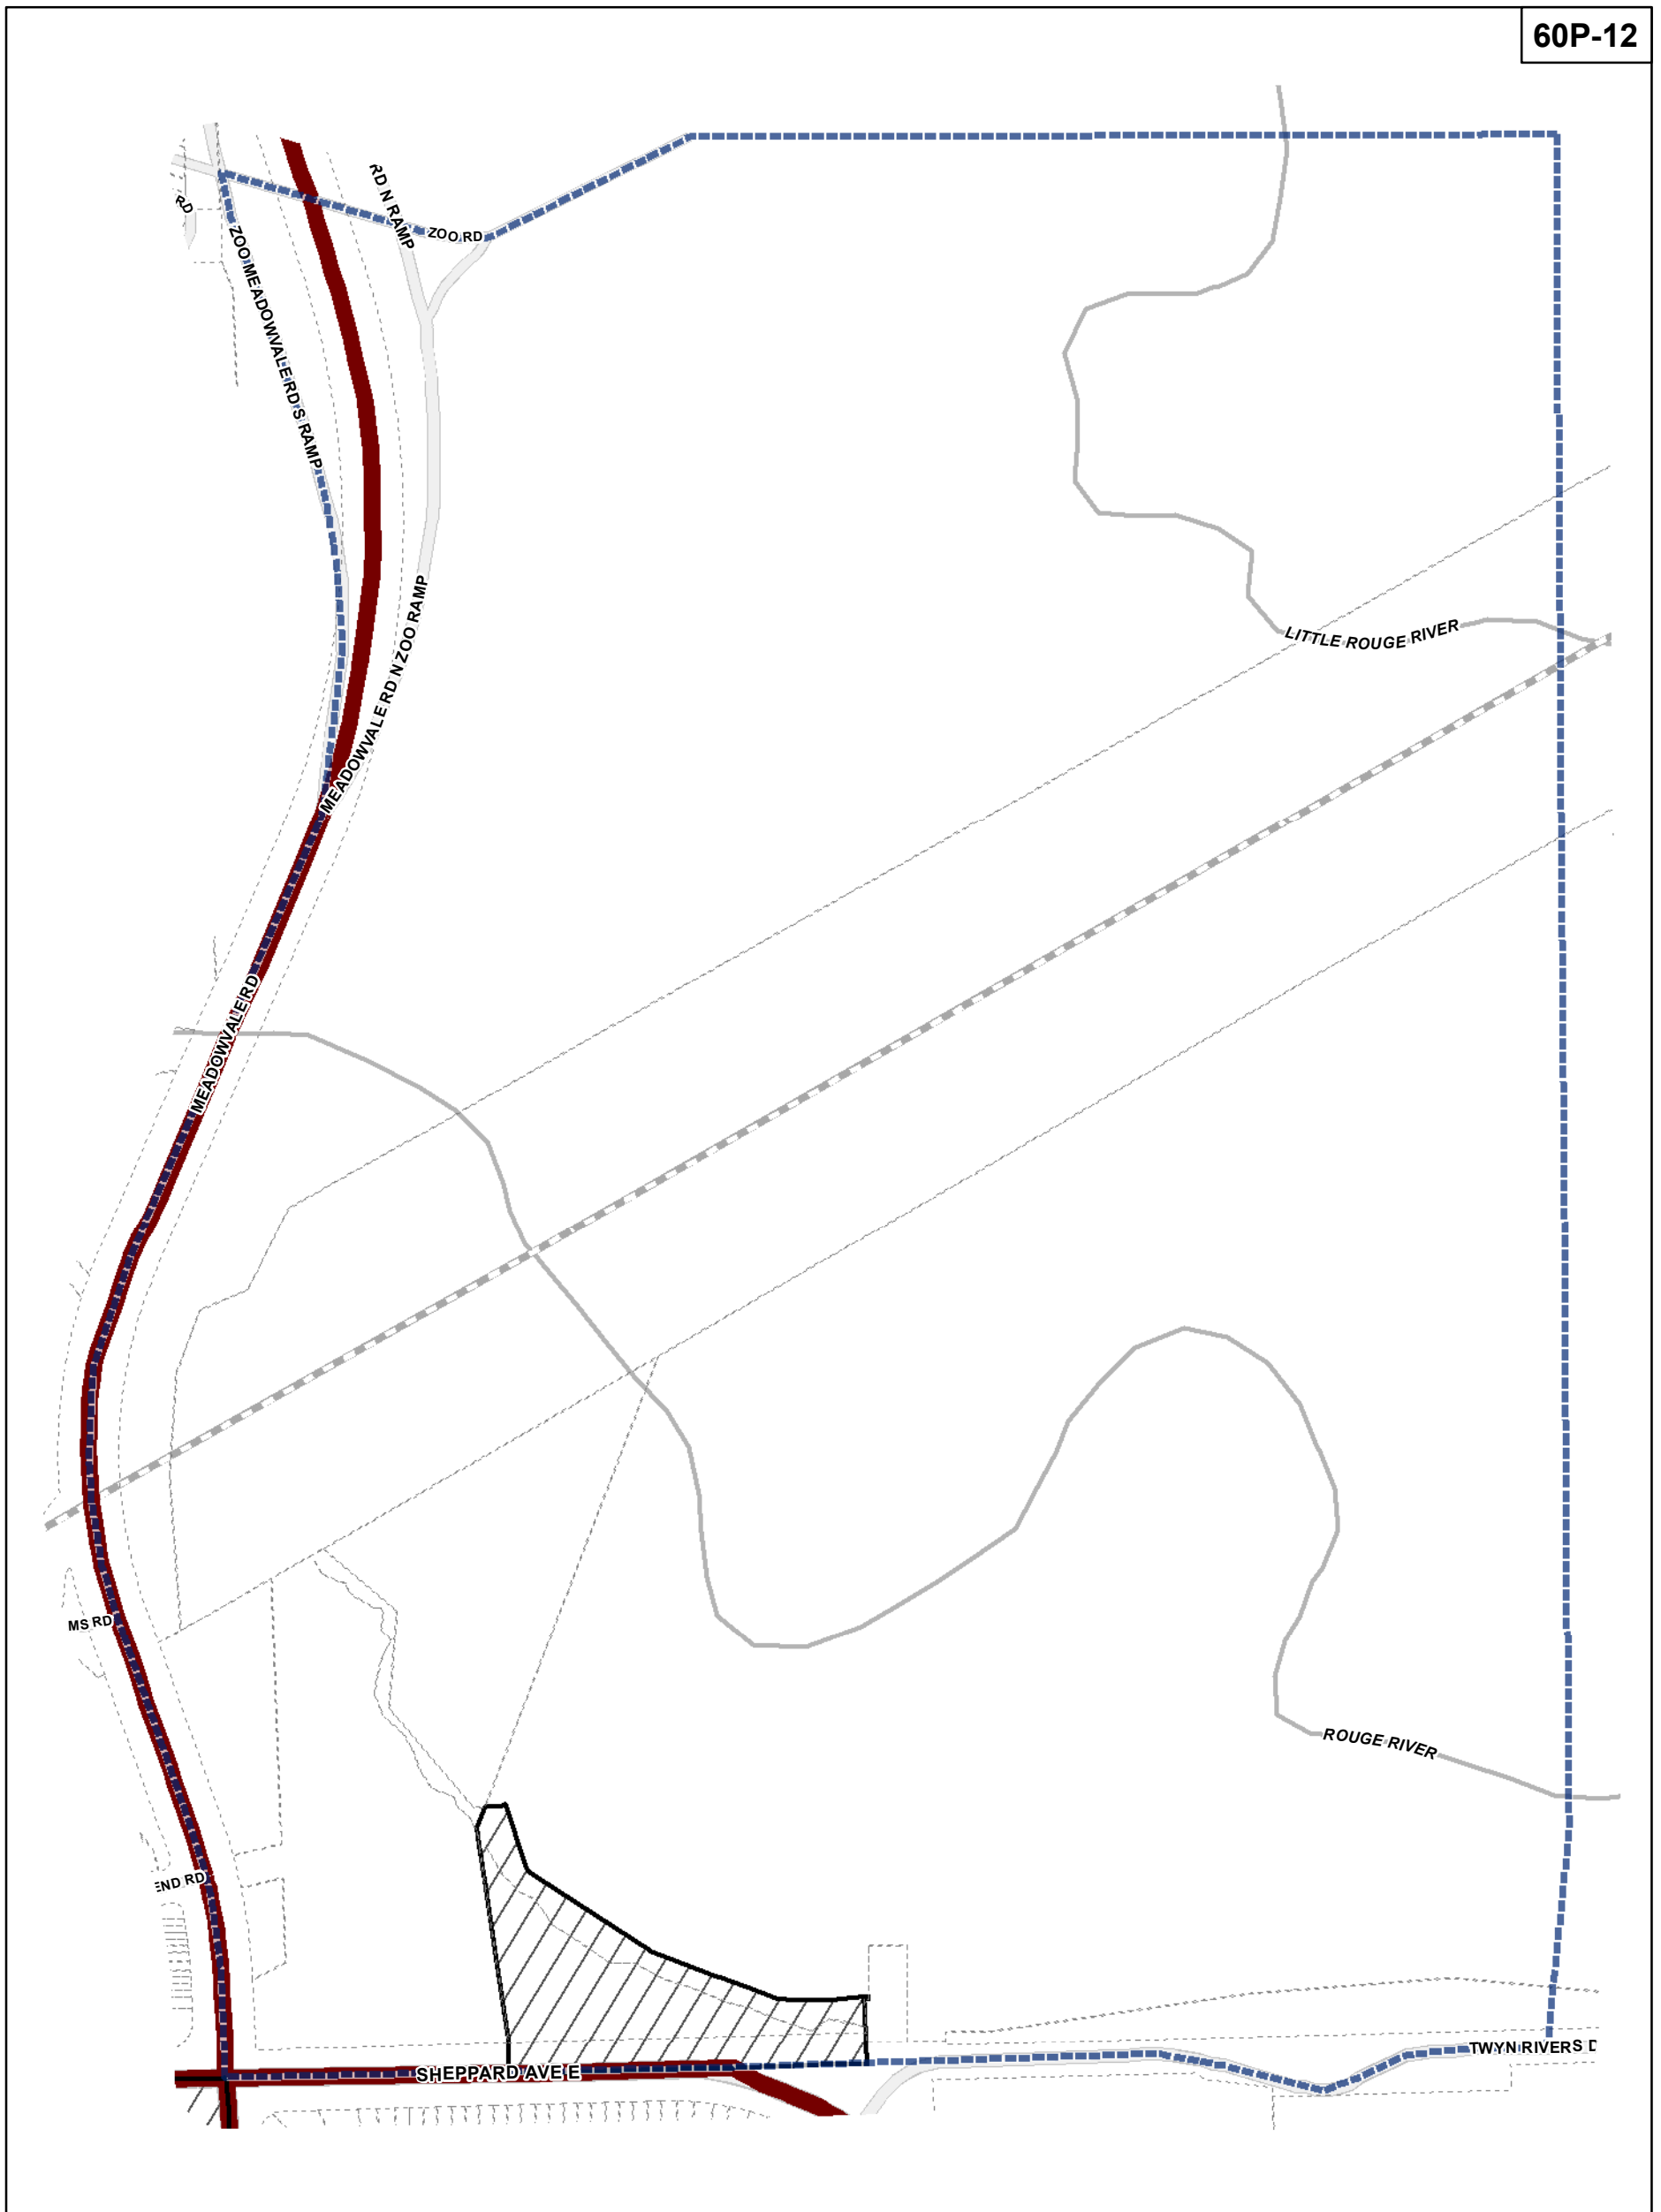 60P-12
RD N RAMP
RD
ZOO RD
ZOO MEADOWVALE RD S RAMP
MEADOWVALE RD N ZOO RAMP
LITTLE ROUGE RIVER
MEADOWVALE RD
MS RD
ROUGE RIVER
END RD
TWYN RIVERS D
SHEPPARD AVE E